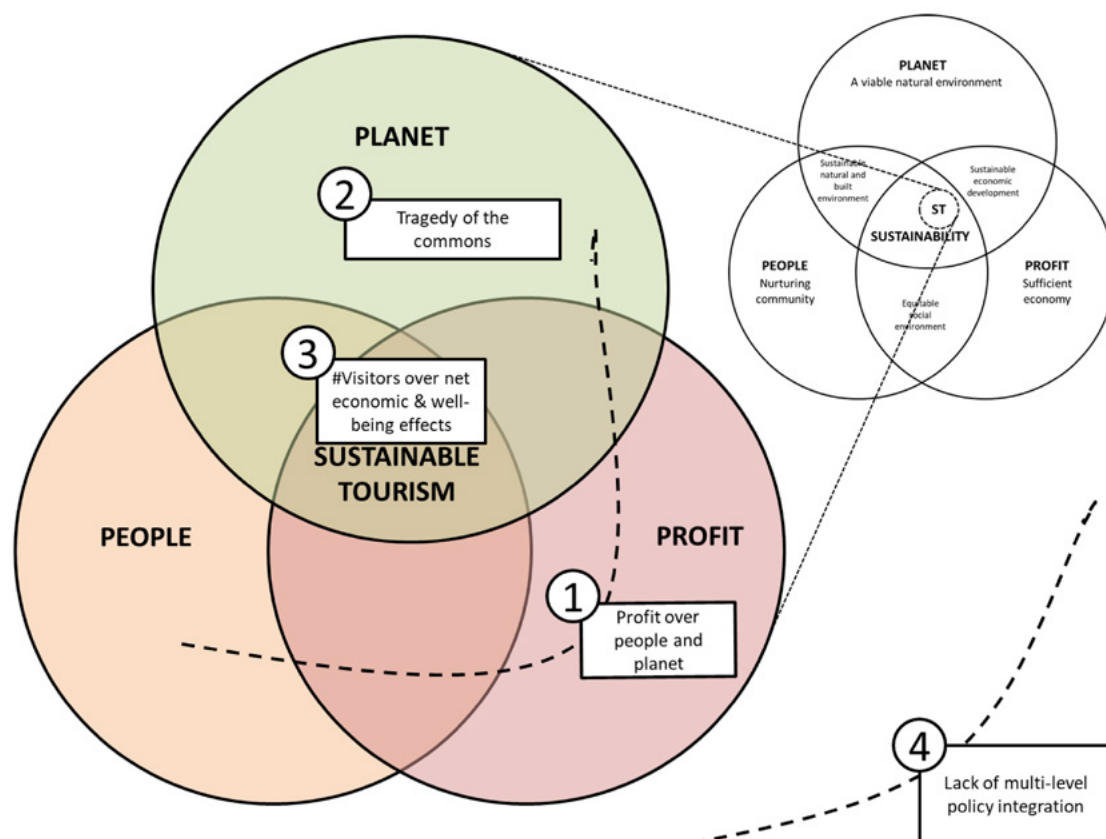 PLANET
2
Tragedy of the
commons
3
#Visitors over net
economic & well-
being effects
SUSTAINABLE
TOURISM
PEOPLE
PROFIT
1
Profit over
people and
planet
PLANET
A viable natural environment
Sustainable
natural and
built
environment
Sustainable
economic
development
ST
SUSTAINABILITY
PEOPLE
Nurturing
community
PROFIT
Sufficient
economy
Equitable
social
environment
4
Lack of multi-level
policy integration